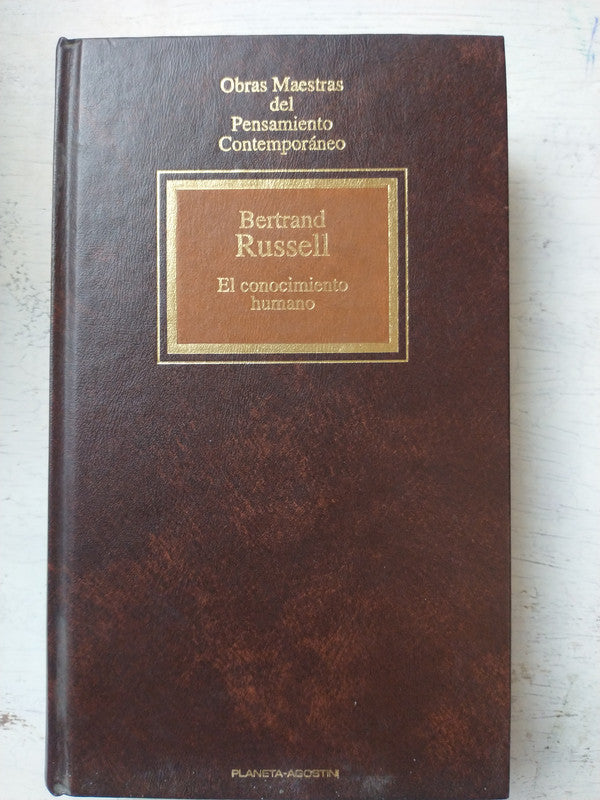 Obras Maestras
del
Pensamiento
Contemporáneo
Bertrand
Russell
El conocimiento
humano
PLANETA-AGOSTINI